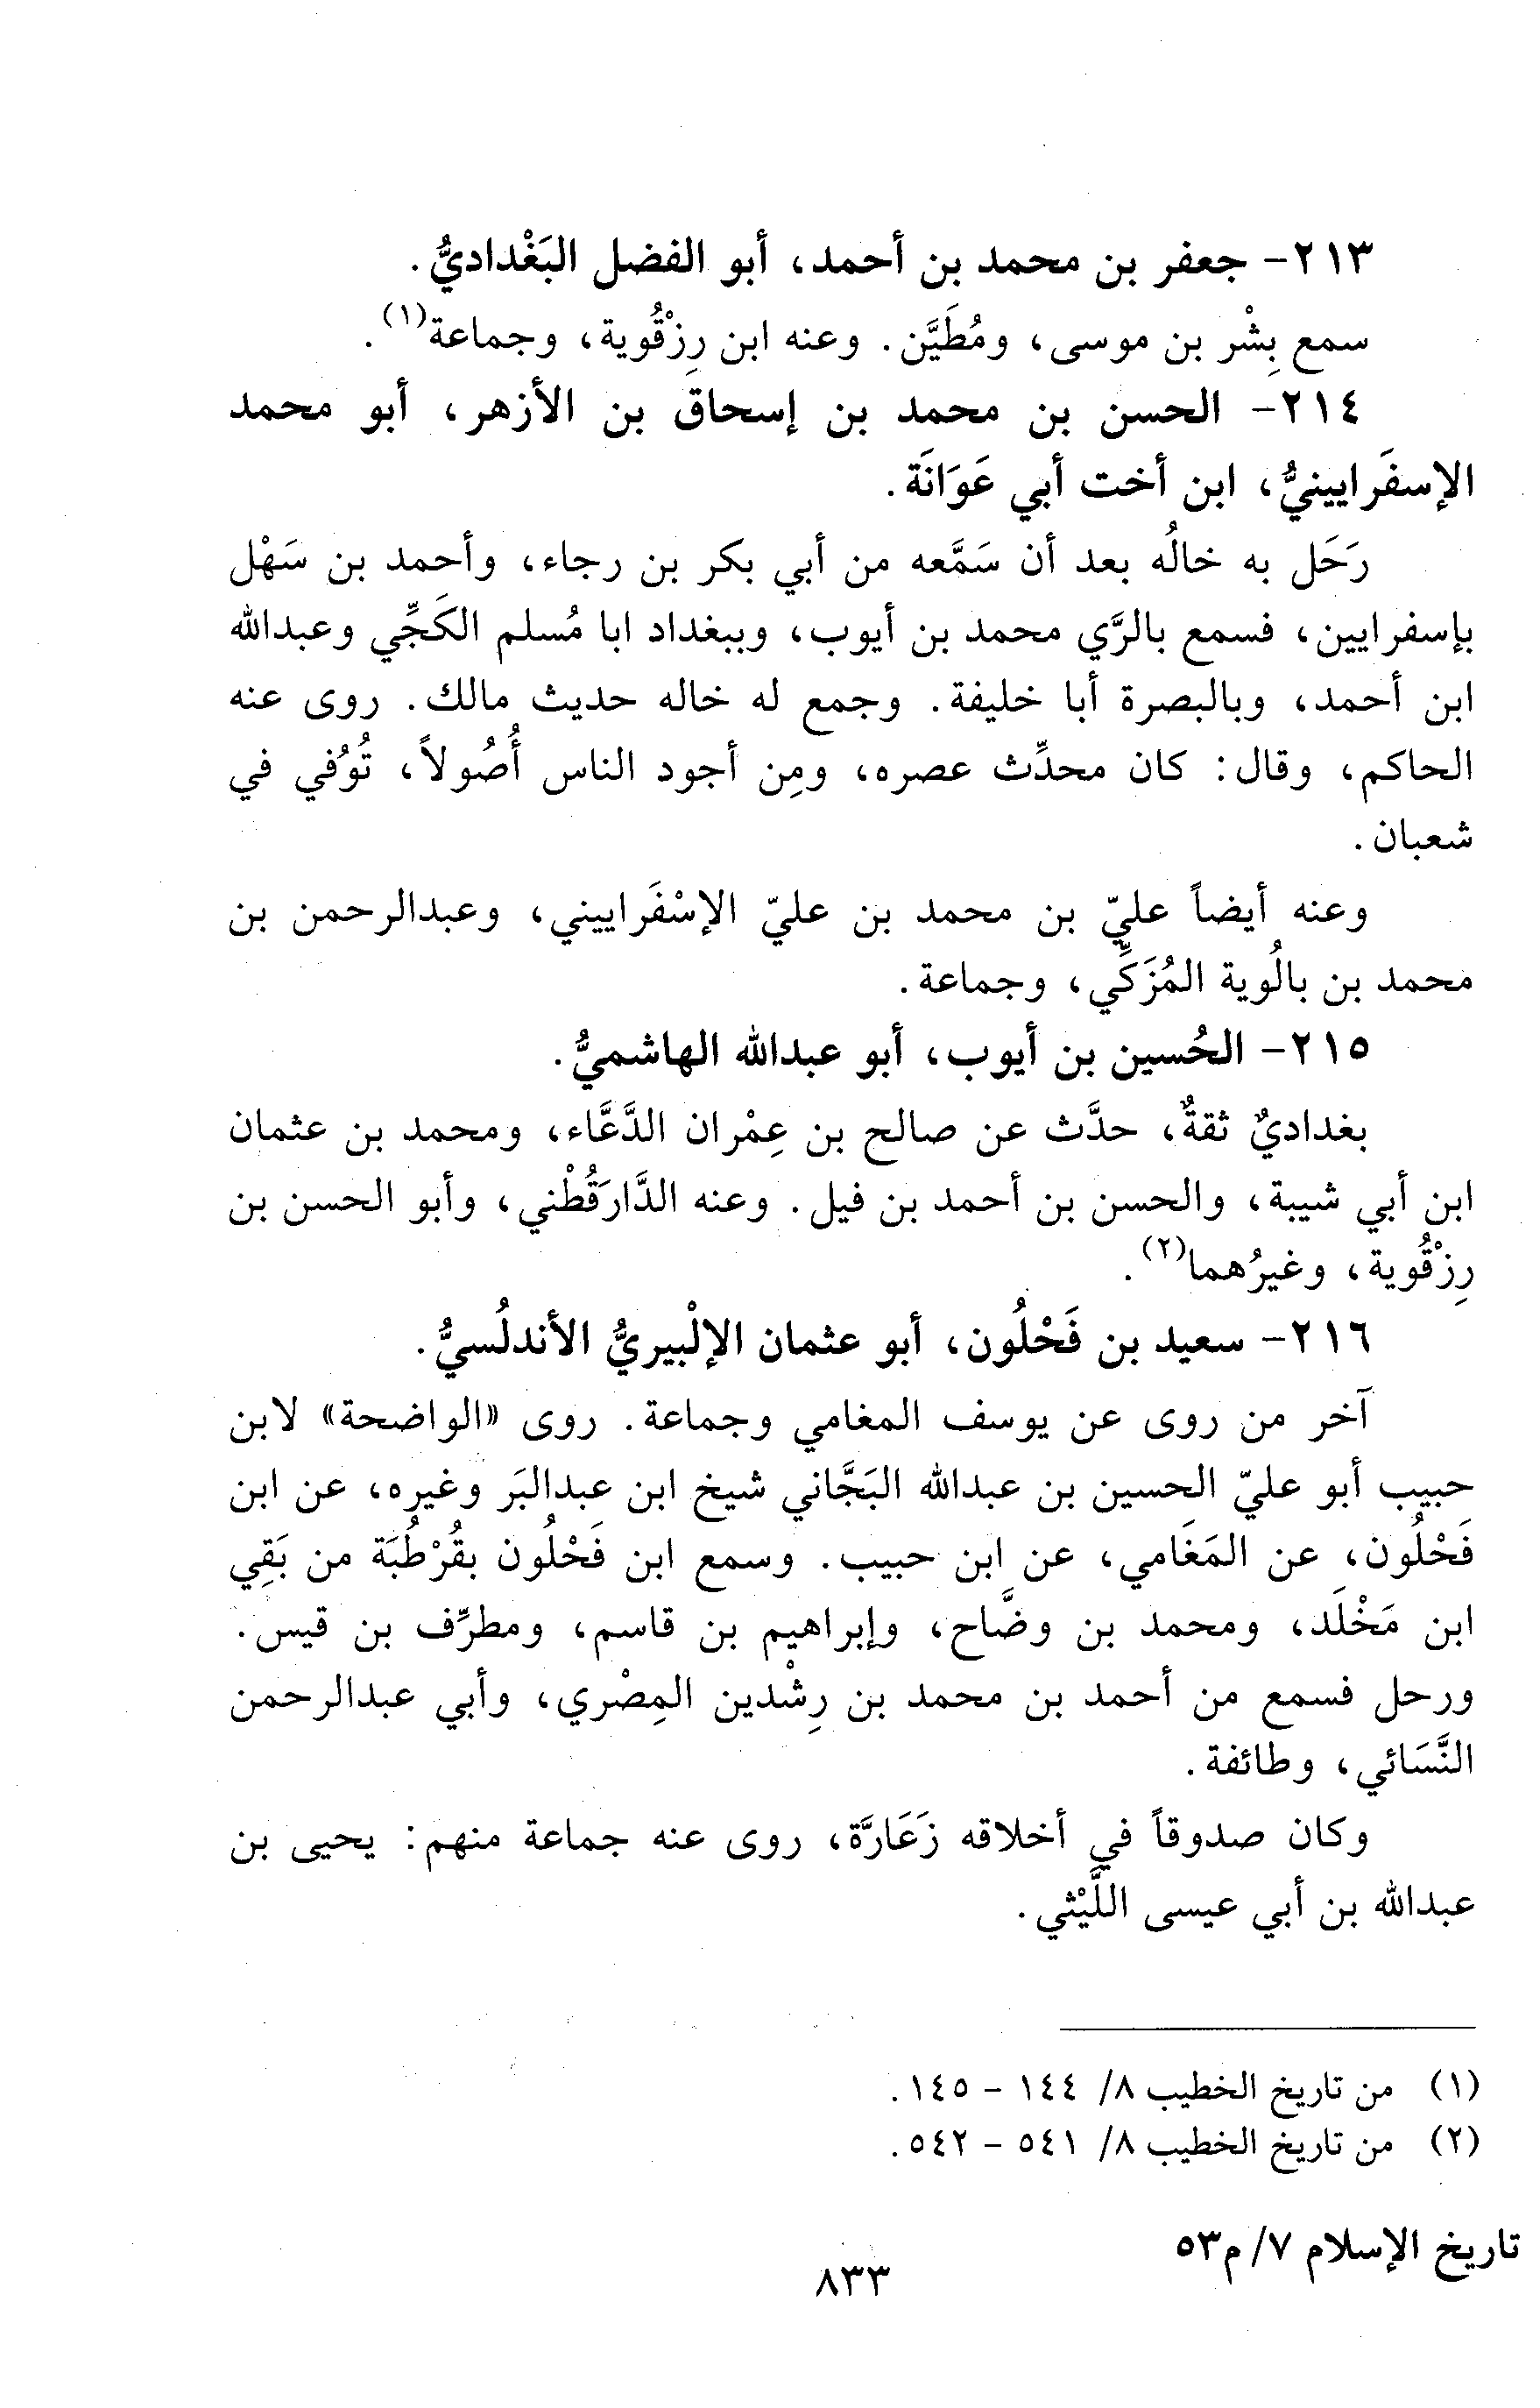 ٢١٣- جعفر بن محمد بن أحمد، أبو الفضل البَغْداديُّ.
سمع بِشْر بن موسى، ومُطَيَّن. وعنه ابن رِزْقُوية، وجماعة(١).
٢١٤- الحسن بن محمد بن إسحاق بن الأزهر، أبو محمد
الإسفَرايينيُّ، ابن أخت أبي عَوَانَة.
رَحَل به خالُه بعد أن سَمَّعه من أبي بكر بن رجاء، وأحمد بن سَهْل
بإسفرايين، فسمع بالرَّي محمد بن أيوب، وببغداد ابا مُسلم الكَجِّي وعبدالله
ابن أحمد، وبالبصرة أبا خليفة. وجمع له خاله حديث مالك. روى عنه
الحاكم، وقال: كان محدِّث عصره، ومِن أجود الناس أُصُولاً، تُوُفي في
شعبان.
وعنه أيضاً عليّ بن محمد بن عليّ الإسْفَراييني، وعبدالرحمن بن
محمد بن بالُوية المُزَكِّي، وجماعة.
٢١٥- الحُسين بن أيوب، أبو عبدالله الهاشميُّ.
بغداديٌ ثقةٌ، حدَّث عن صالح بن عِمْران الدَّعَّاء، ومحمد بن عثمان
ابن أبي شيبة، والحسن بن أحمد بن فيل. وعنه الدَّارَقُطْني، وأبو الحسن بن
رِزْقُوية، وغيرُهما(٢).
٢١٦- سعيد بن فَحْلُون، أبو عثمان الإلْبيريُّ الأندلُسيُّ.
آخر من روى عن يوسف المغامي وجماعة. روى «الواضحة» لابن
حبيب أبو عليّ الحسين بن عبدالله البَجَّاني شيخ ابن عبدالبَر وغيره، عن ابن
فَحْلُون، عن المَغَامي، عن ابن حبيب. وسمع ابن فَحْلُون بقُرْطُبَة من بَقِي
ابن مَخْلَد، ومحمد بن وضَّاح، وإبراهيم بن قاسم، ومطرِّف بن قيس.
ورحل فسمع من أحمد بن محمد بن رِشْدين المِصْري، وأبي عبدالرحمن
النَّسَائي، وطائفة.
وكان صدوقاً في أخلاقه زَعَارَّة، روى عنه جماعة منهم: يحيى بن
عبدالله بن أبي عيسى اللَّيْثي.
(١) من تاريخ الخطيب ٨/ ١٤٤ - ١٤٥.
(٢) من تاريخ الخطيب ٨/ ٥٤١ - ٥٤٢.
تاريخ الإسلام ٧/ م٥٣
٨٣٣